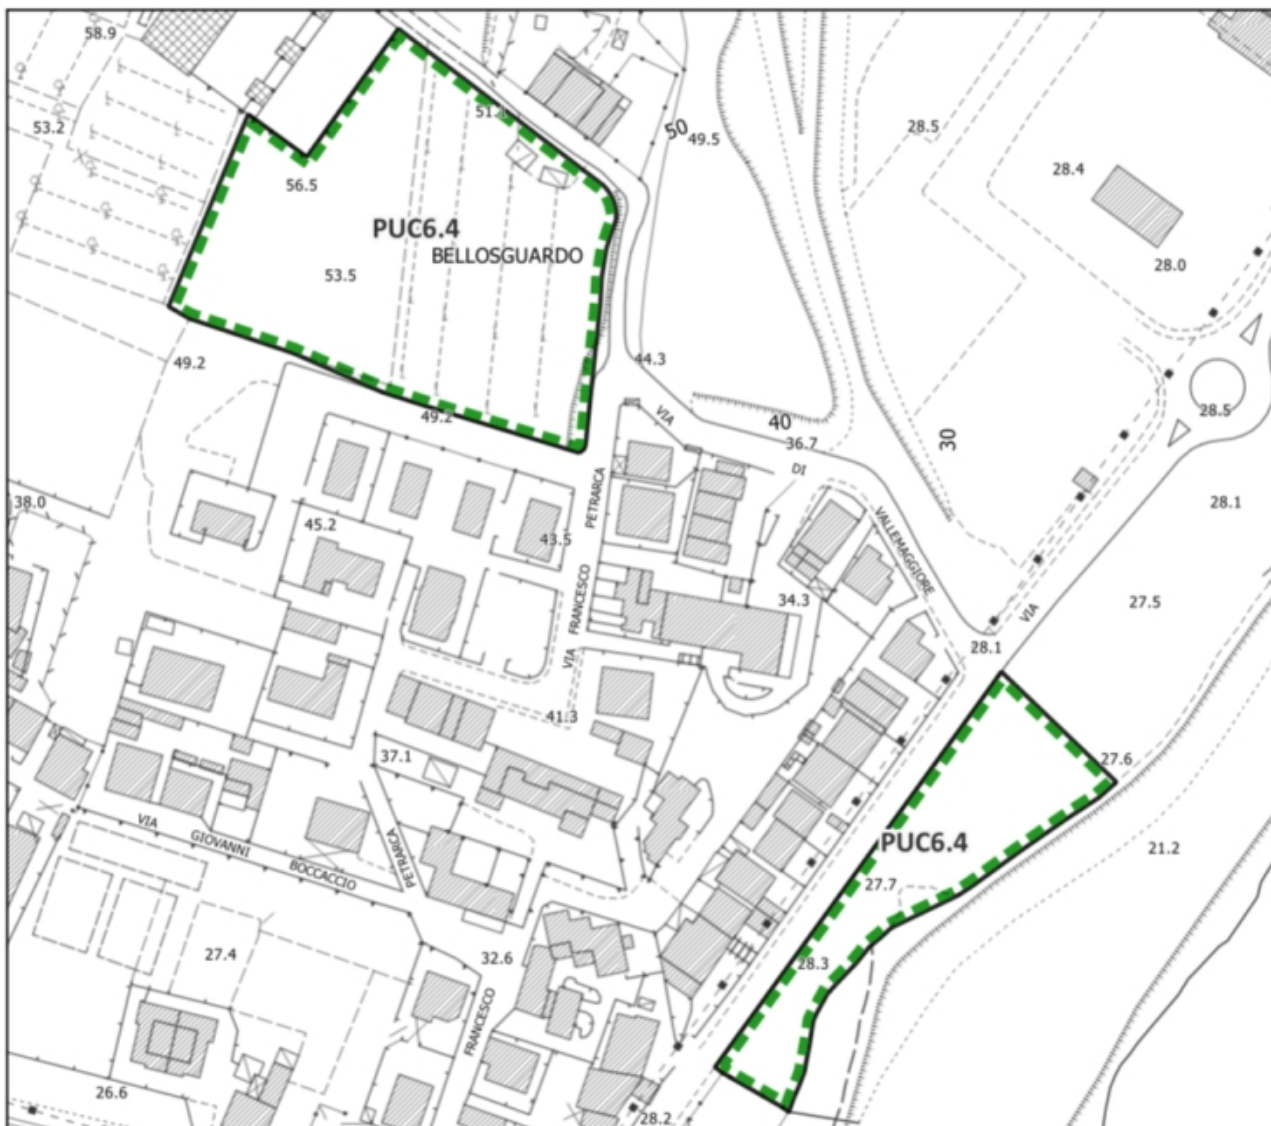 58.9
53.2
51.
50
49.5
28.5
28.4
56.5
PUC6.4
BELLOSGUARDO
53.5
28.0
49.2
44.3
28.5
49.2
VIA
40
36.7
30
DI
38.0
28.1
45.2
43.5
PETRARCA
VALLEMAGGIORE
FRANCESCO
34.3
27.5
VIA
VIA
28.1
41.3
37.1
27.6
VIA
GIOVANNI
BOCCACCIO
PETRARCA
PUC6.4
21.2
27.7
27.4
32.6
28.3
FRANCESCO
26.6
28.2